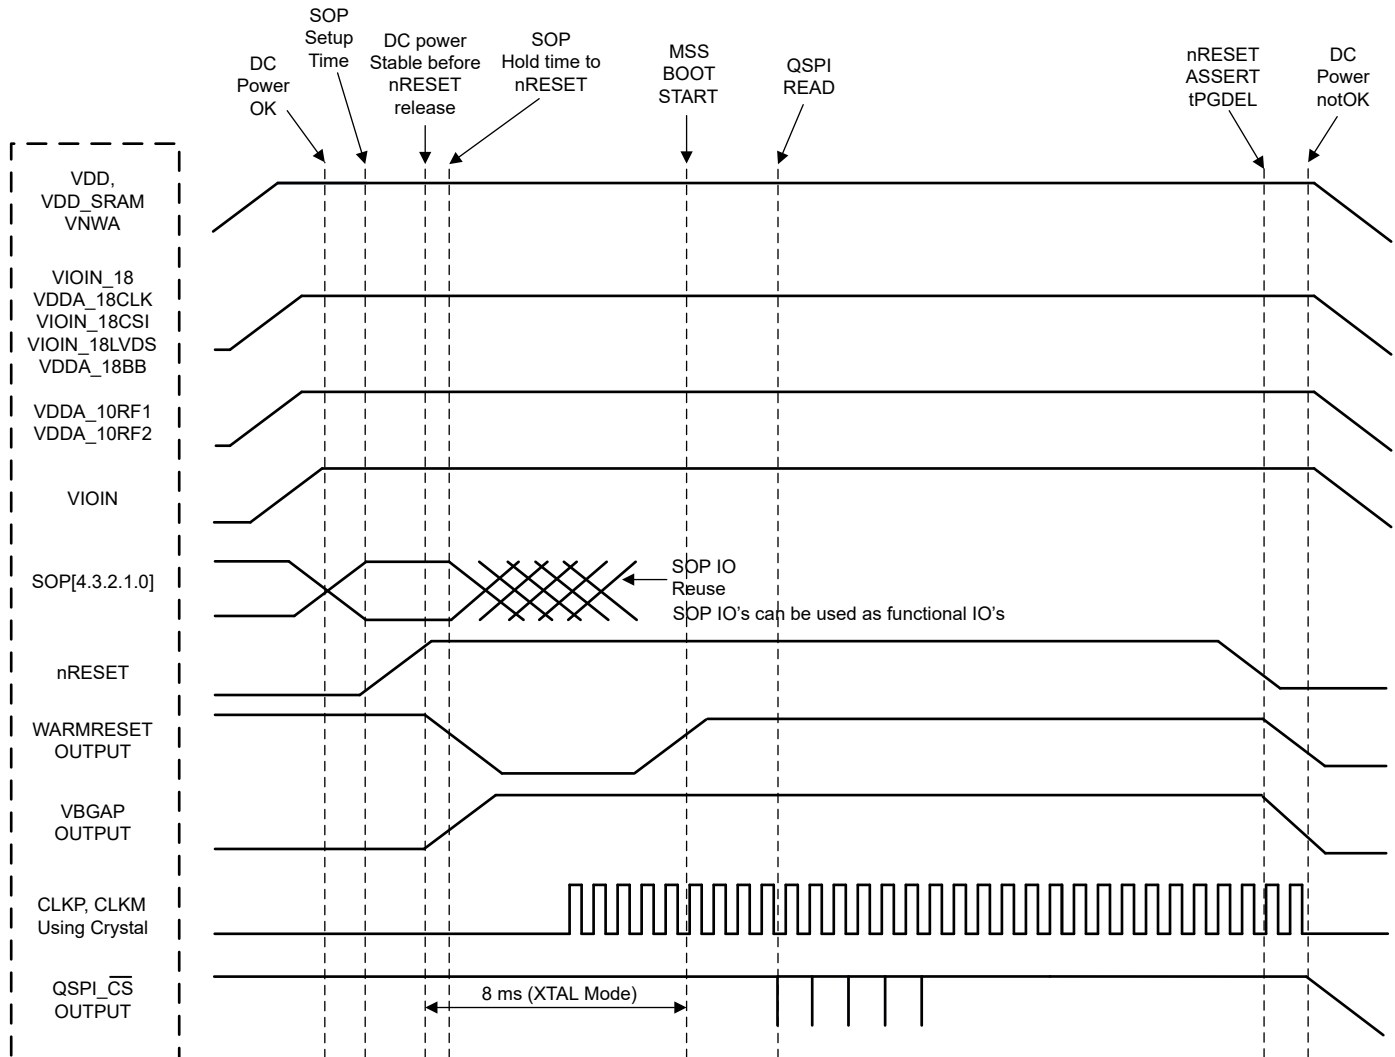 SOP
Setup
Time
DC
Power
OK
DC power
Stable before
nRESET
release
SOP
Hold time to
nRESET
MSS
BOOT
START
QSPI
READ
nRESET
ASSERT
tPGDEL
DC
Power
notOK
VDD,
VDD_SRAM
VNWA
VIOIN_18
VDDA_18CLK
VIOIN_18CSI
VIOIN_18LVDS
VDDA_18BB
VDDA_10RF1
VDDA_10RF2
VIOIN
SOP[4.3.2.1.0]
SOP IO
Reuse
SOP IO’s can be used as functional IO’s
nRESET
WARMRESET
OUTPUT
VBGAP
OUTPUT
CLKP, CLKM
Using Crystal
QSPI_CS
OUTPUT
8 ms (XTAL Mode)